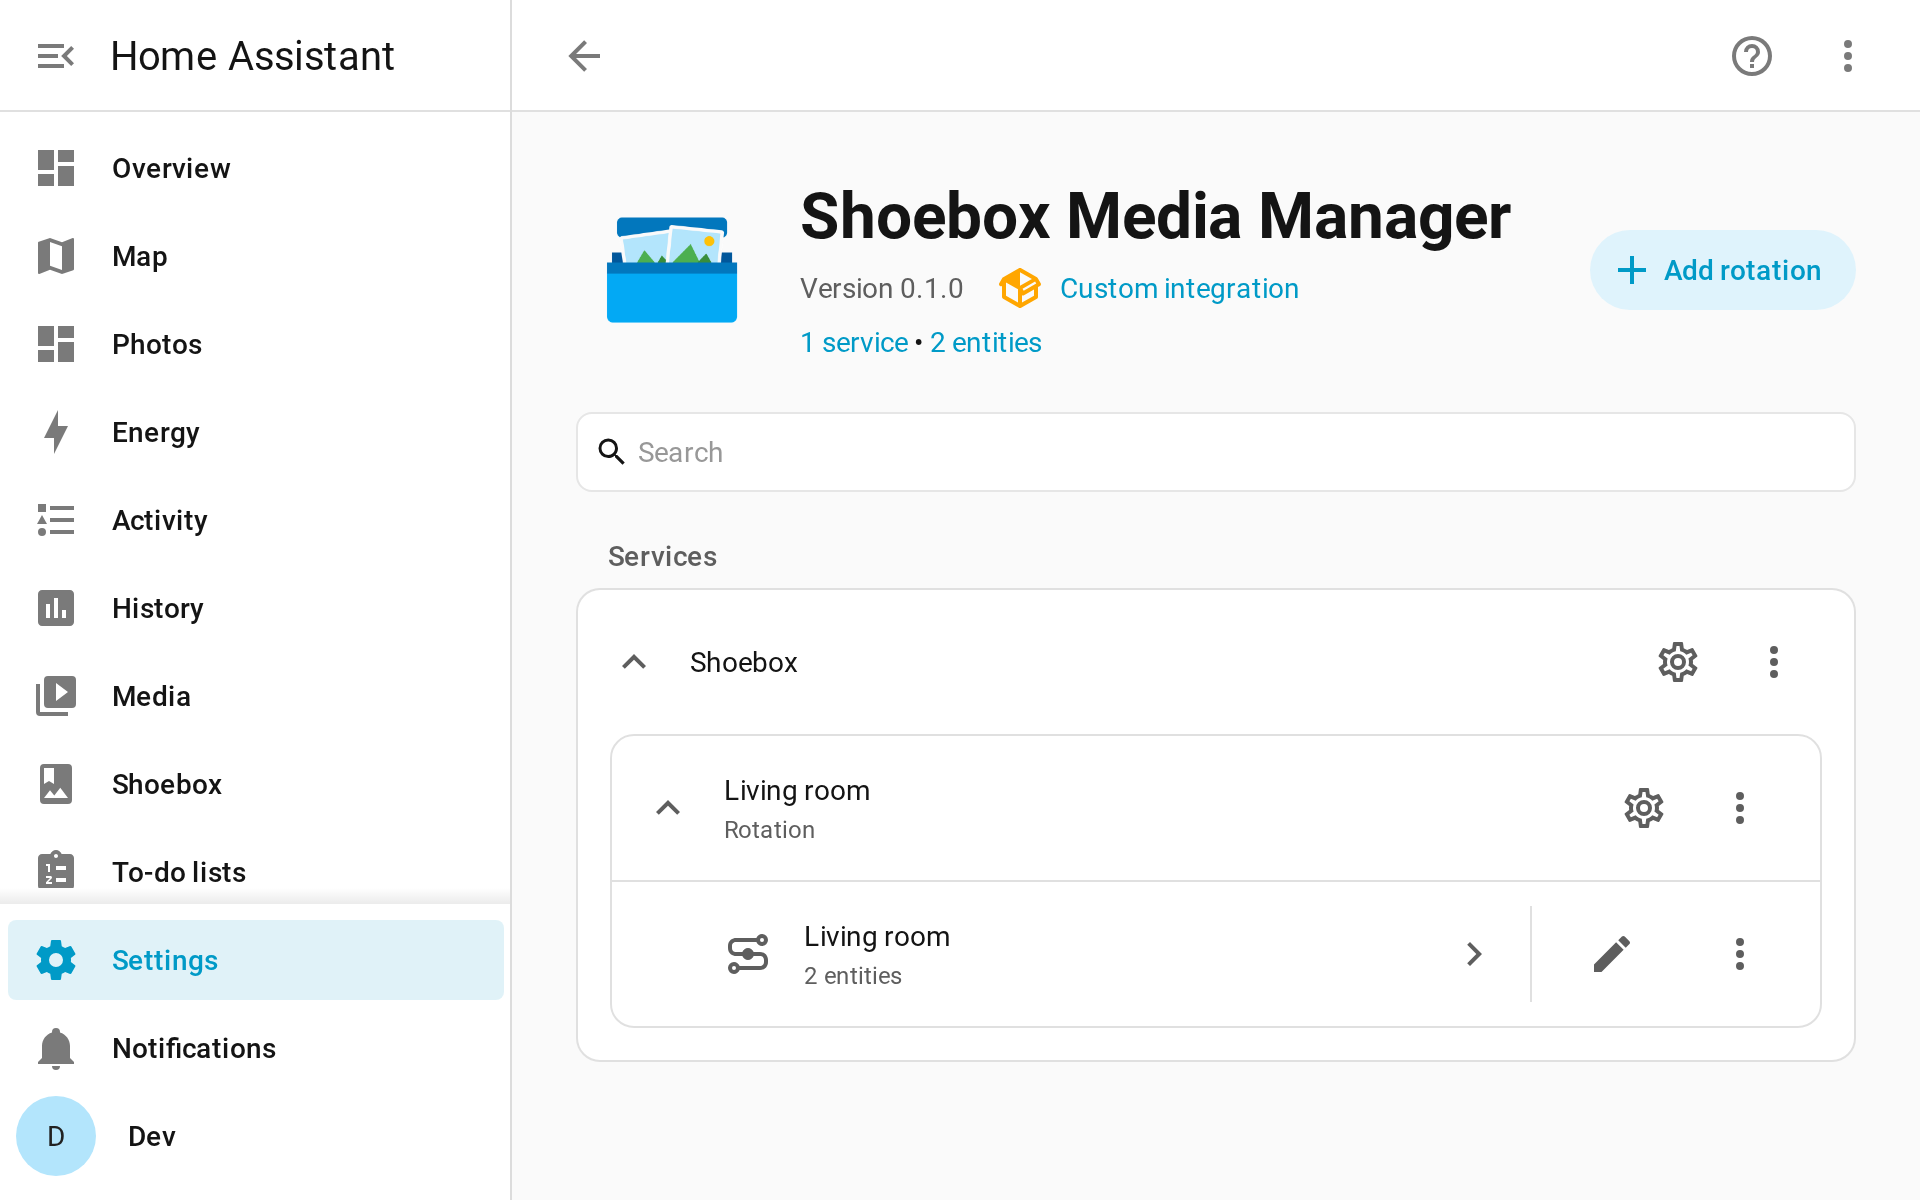 Home Assistant
Overview
Map
Photos
Energy
Activity
History
Media
Shoebox
To-do lists
Settings
Notifications
D
Dev
Shoebox Media Manager
Version 0.1.0
Custom integration
1 service • 2 entities
Add rotation
Search
Services
Shoebox
Living room
Rotation
Living room
2 entities